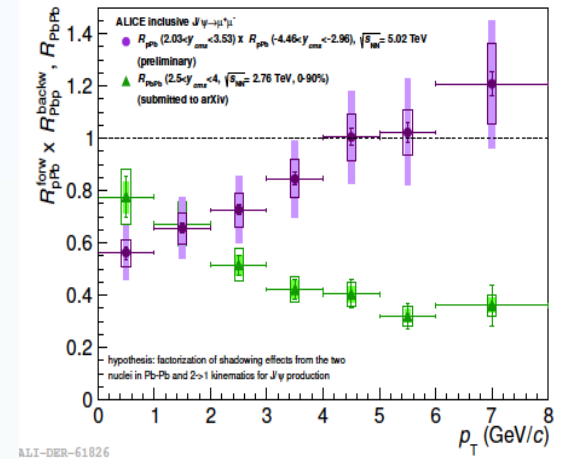 ALICE inclusive J/ψ→μ⁺μ⁻
R_pPb (2.03<y_cms<3.53) x R_pPb (-4.46<y_cms<-2.96), √s_NN= 5.02 TeV
(preliminary)
R_PbPb (2.5<y_cms<4, √s_NN= 2.76 TeV, 0-90%)
(submitted to arXiv)
R_pPb^forw x R_Pbp^backw , R_PbPb
1.4
1.2
1
0.8
0.6
0.4
0.2
0
hypothesis: factorization of shadowing effects from the two
nuclei in Pb-Pb and 2->1 kinematics for J/ψ production
0 1 2 3 4 5 6 7 8
p_T (GeV/c)
ALI-DER-61826